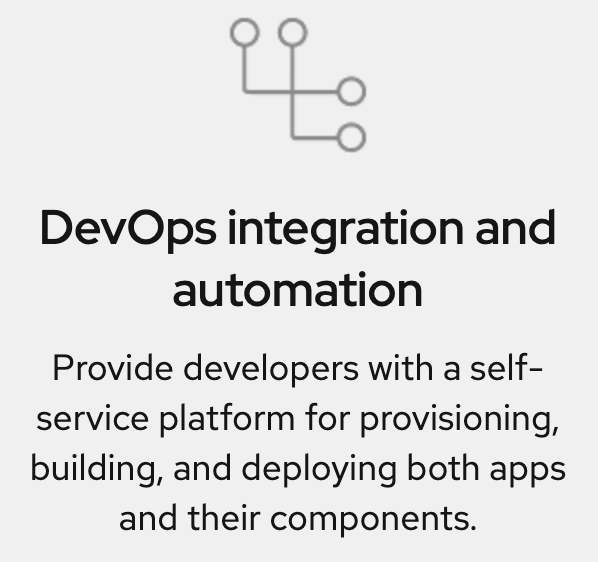 DevOps integration and
automation
Provide developers with a self-
service platform for provisioning,
building, and deploying both apps
and their components.